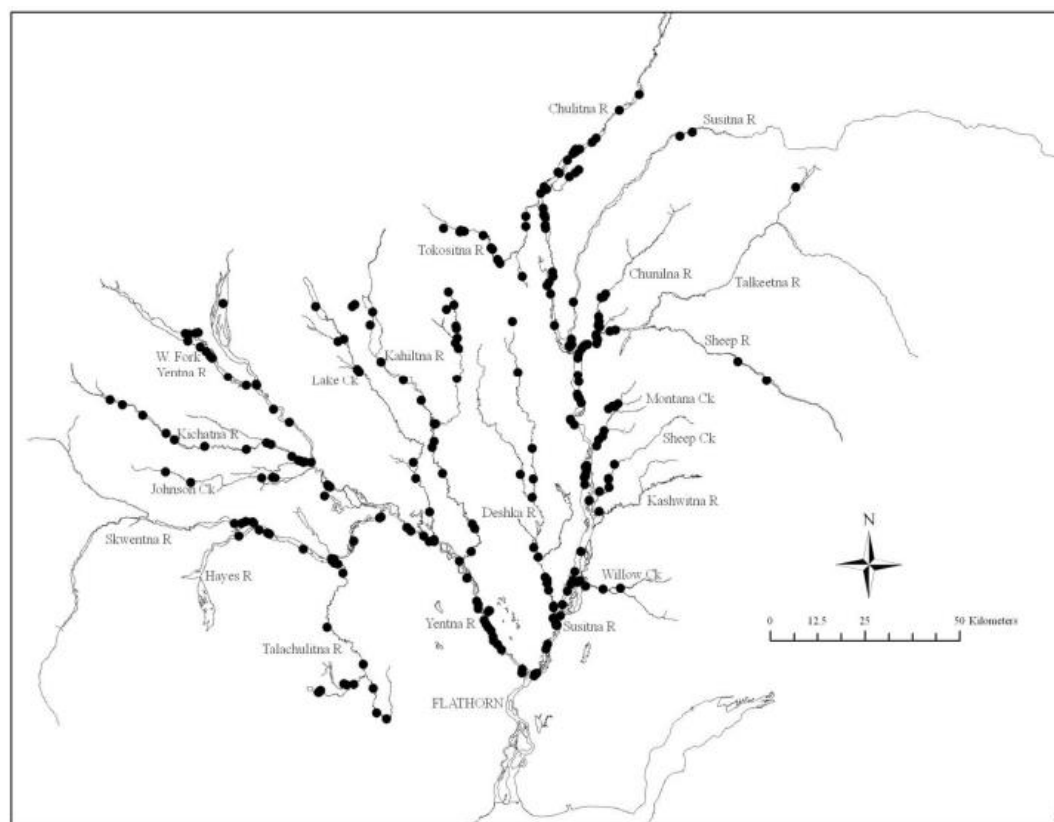 Chulitna R
Susitna R
Tokositna R
Chunilna R
Talkeetna R
W. Fork
Yentna R
Lake Ck
Kahiltna R
Sheep R
Montana Ck
Kichatna R
Sheep Ck
Johnson Ck
Kashwitna R
Deshka R
Skwentna R
N
Hayes R
Willow Ck
Yentna R
Susitna R
0 12.5 25 50 Kilometers
Talachulitna R
FLATHORN